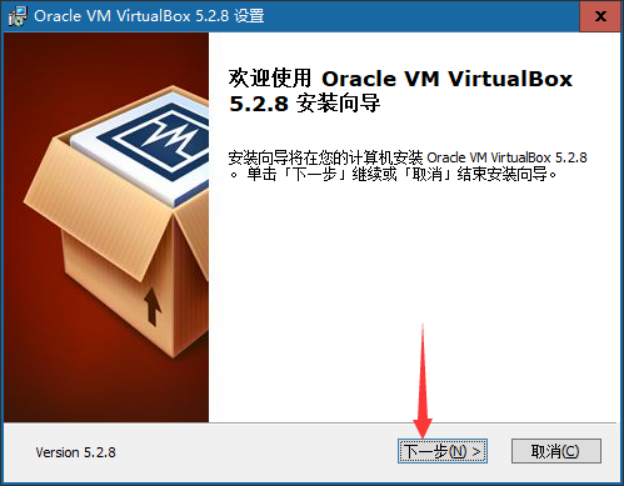 Oracle VM VirtualBox 5.2.8 设置
欢迎使用 Oracle VM VirtualBox
5.2.8 安装向导
安装向导将在您的计算机安装 Oracle VM VirtualBox 5.2.8
。单击「下一步」继续或「取消」结束安装向导。
Version 5.2.8
下一步(N) >
取消(C)